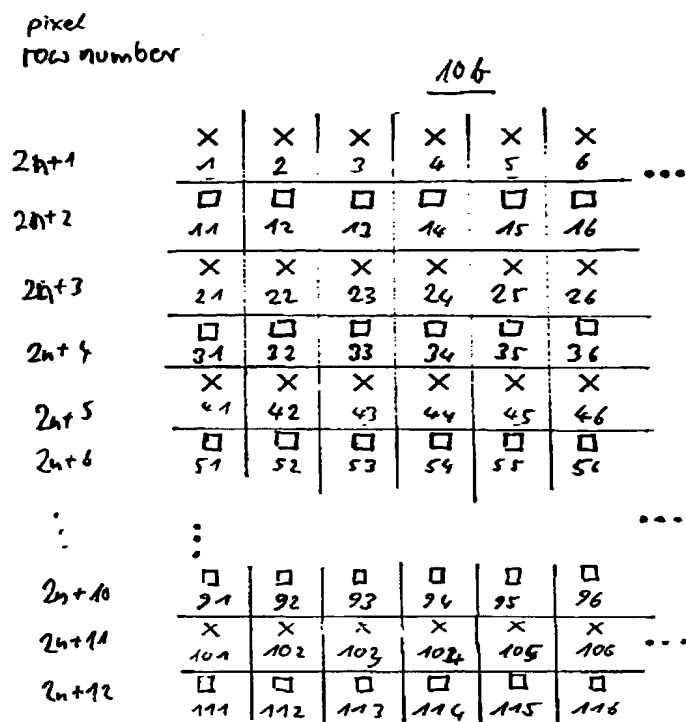 pixel
row number
10b
2n+1 × × × × × ×
1 2 3 4 5 6 ...
2n+2 □ □ □ □ □ □
11 12 13 14 15 16
2n+3 × × × × × ×
21 22 23 24 25 26
2n+4 □ □ □ □ □ □
31 32 33 34 35 36
2n+5 × × × × × ×
41 42 43 44 45 46
2n+6 □ □ □ □ □ □
51 52 53 54 55 56
⋮ ⋮ ...
2n+10 □ □ □ □ □ □
91 92 93 94 95 96
2n+11 × × × × × ×
101 102 103 104 105 106 ...
2n+12 □ □ □ □ □ □
111 112 113 114 115 116